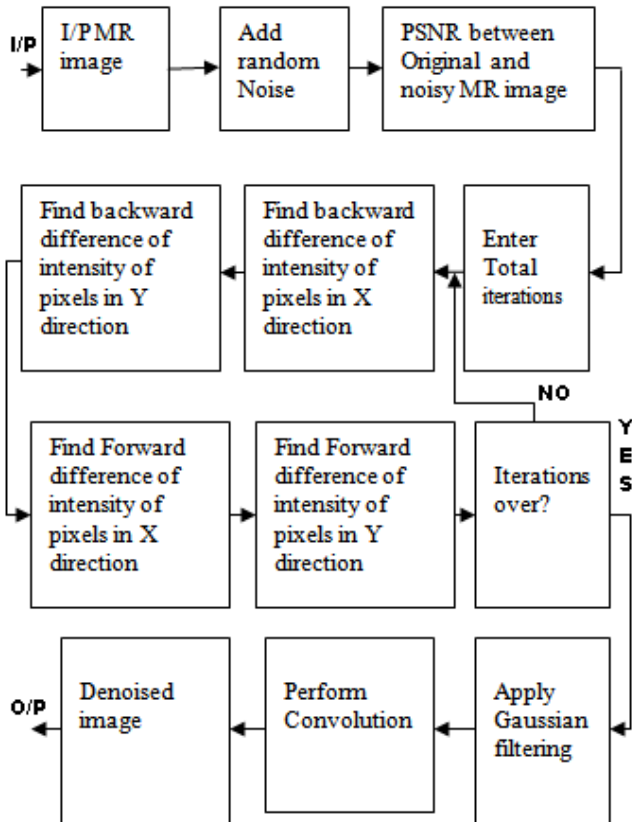 I/P
I/P MR
image
Add
random
Noise
PSNR between
Original and
noisy MR image
Enter
Total
iterations
Find backward
difference of
intensity of
pixels in X
direction
Find backward
difference of
intensity of
pixels in Y
direction
Find Forward
difference of
intensity of
pixels in X
direction
Find Forward
difference of
intensity of
pixels in Y
direction
Iterations
over?
NO
Y
E
S
Apply
Gaussian
filtering
Perform
Convolution
Denoised
image
O/P